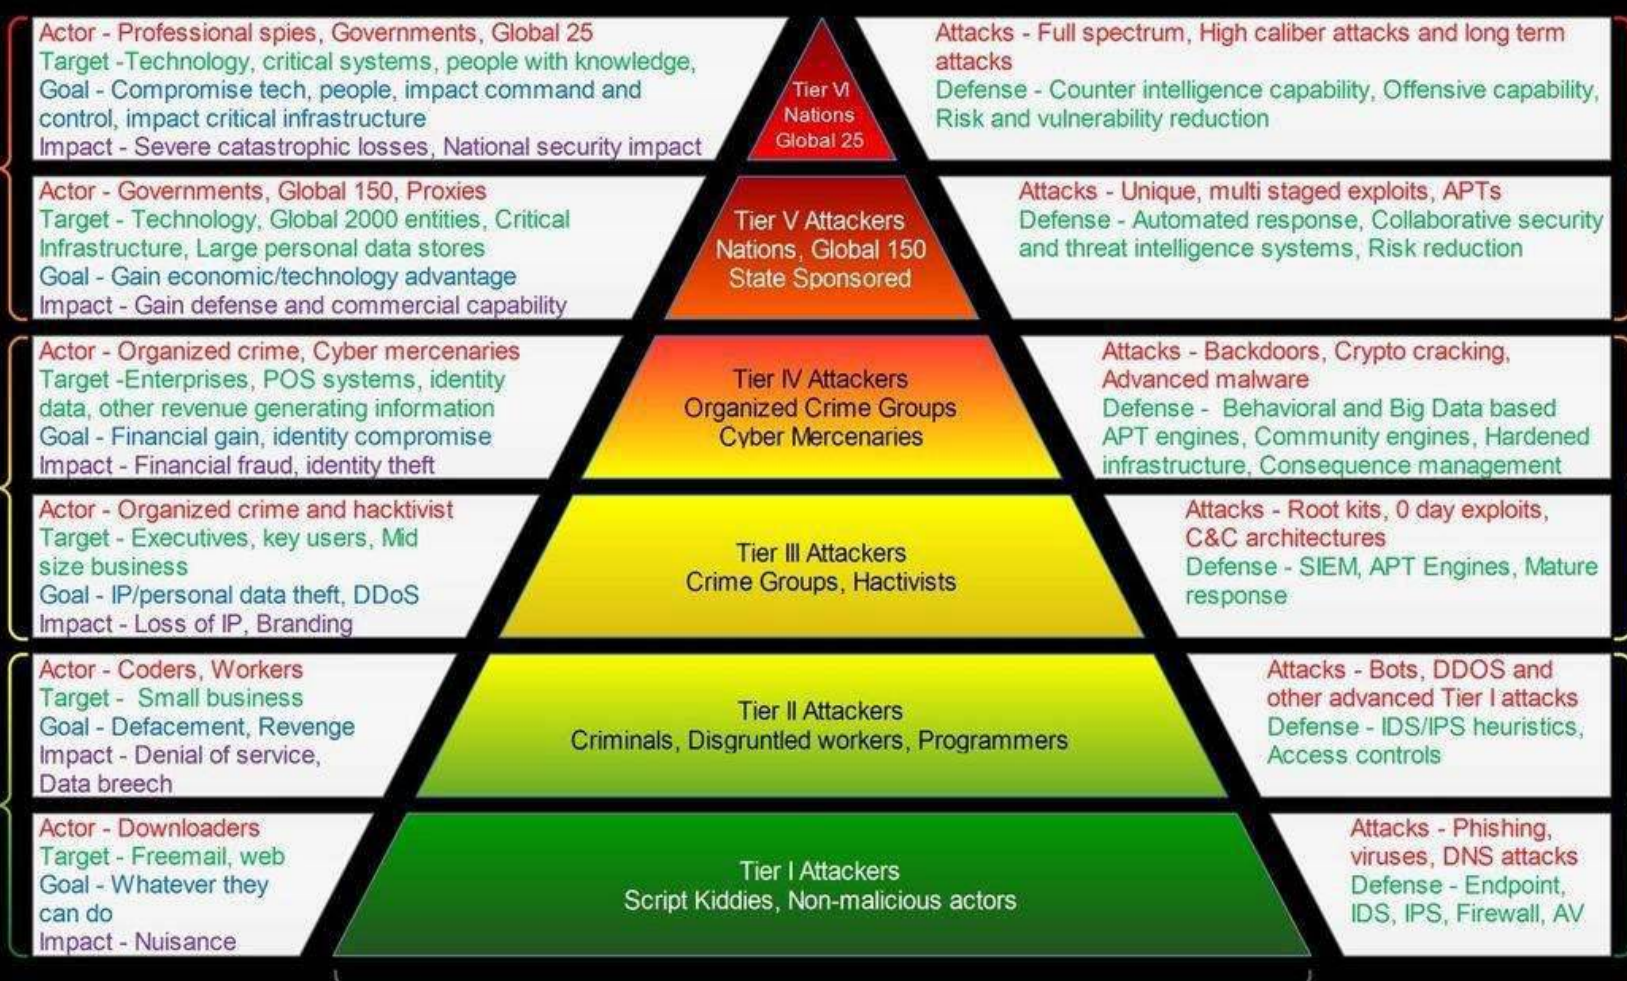 Actor - Professional spies, Governments, Global 25
Target -Technology, critical systems, people with knowledge,
Goal - Compromise tech, people, impact command and
control, impact critical infrastructure
Impact - Severe catastrophic losses, National security impact
Tier VI
Nations
Global 25
Attacks - Full spectrum, High caliber attacks and long term
attacks
Defense - Counter intelligence capability, Offensive capability,
Risk and vulnerability reduction
Actor - Governments, Global 150, Proxies
Target - Technology, Global 2000 entities, Critical
Infrastructure, Large personal data stores
Goal - Gain economic/technology advantage
Impact - Gain defense and commercial capability
Tier V Attackers
Nations, Global 150
State Sponsored
Attacks - Unique, multi staged exploits, APTs
Defense - Automated response, Collaborative security
and threat intelligence systems, Risk reduction
Actor - Organized crime, Cyber mercenaries
Target -Enterprises, POS systems, identity
data, other revenue generating information
Goal - Financial gain, identity compromise
Impact - Financial fraud, identity theft
Tier IV Attackers
Organized Crime Groups
Cyber Mercenaries
Attacks - Backdoors, Crypto cracking,
Advanced malware
Defense - Behavioral and Big Data based
APT engines, Community engines, Hardened
infrastructure, Consequence management
Actor - Organized crime and hacktivist
Target - Executives, key users, Mid
size business
Goal - IP/personal data theft, DDoS
Impact - Loss of IP, Branding
Tier III Attackers
Crime Groups, Hactivists
Attacks - Root kits, 0 day exploits,
C&C architectures
Defense - SIEM, APT Engines, Mature
response
Actor - Coders, Workers
Target - Small business
Goal - Defacement, Revenge
Impact - Denial of service,
Data breech
Tier II Attackers
Criminals, Disgruntled workers, Programmers
Attacks - Bots, DDOS and
other advanced Tier I attacks
Defense - IDS/IPS heuristics,
Access controls
Actor - Downloaders
Target - Freemail, web
Goal - Whatever they
can do
Impact - Nuisance
Tier I Attackers
Script Kiddies, Non-malicious actors
Attacks - Phishing,
viruses, DNS attacks
Defense - Endpoint,
IDS, IPS, Firewall, AV